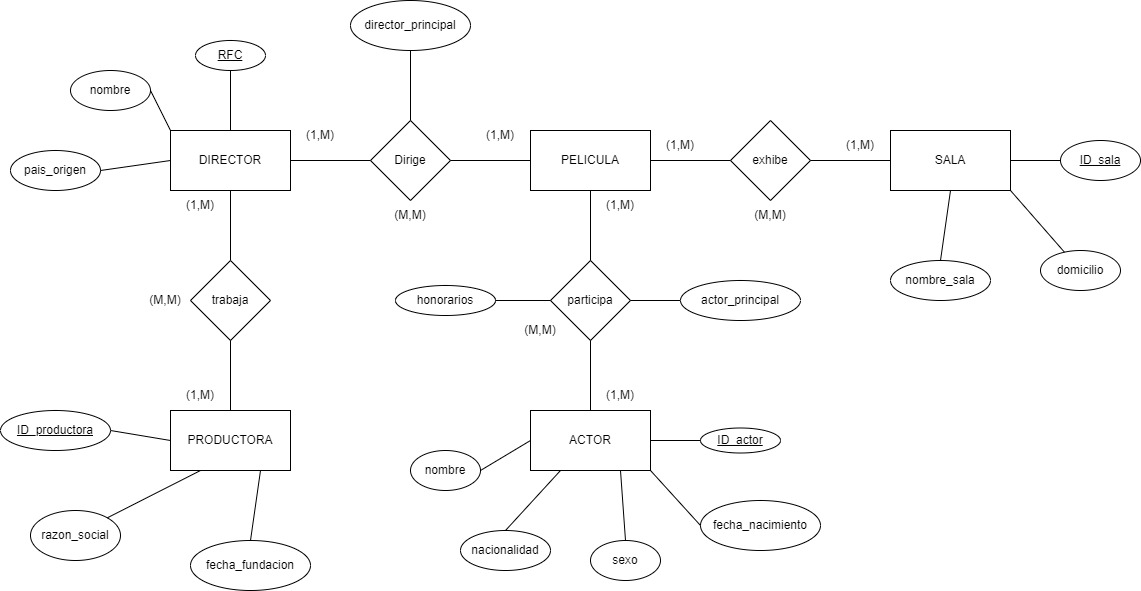 director_principal
RFC
nombre
(1,M)
(1,M)
(1,M)
(1,M)
DIRECTOR
Dirige
PELICULA
exhibe
SALA
ID_sala
pais_origen
(1,M)
(M,M)
(1,M)
(M,M)
nombre_sala
domicilio
(M,M)
trabaja
honorarios
participa
actor_principal
(M,M)
(1,M)
(1,M)
ID_productora
PRODUCTORA
ACTOR
ID_actor
nombre
razon_social
fecha_fundacion
nacionalidad
sexo
fecha_nacimiento